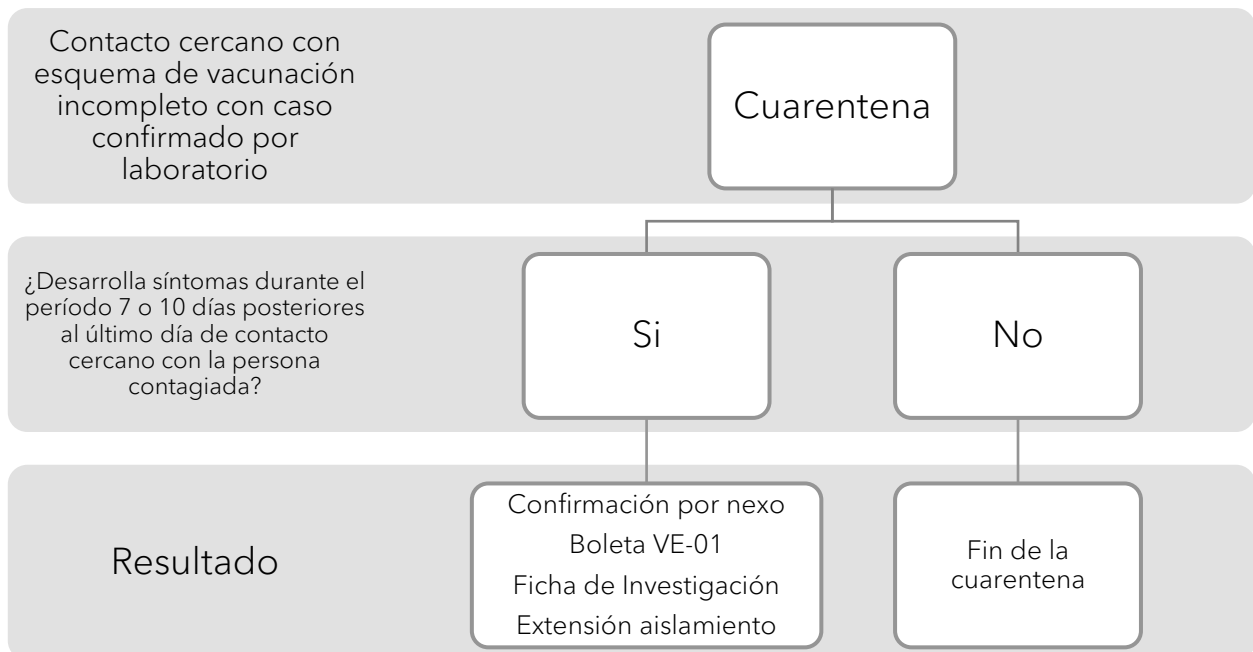 Contacto cercano con
esquema de vacunación
incompleto con caso
confirmado por
laboratorio
Cuarentena
¿Desarrolla síntomas durante el
período 7 o 10 días posteriores
al último día de contacto
cercano con la persona
contagiada?
Si
No
Resultado
Confirmación por nexo
Boleta VE-01
Ficha de Investigación
Extensión aislamiento
Fin de la
cuarentena